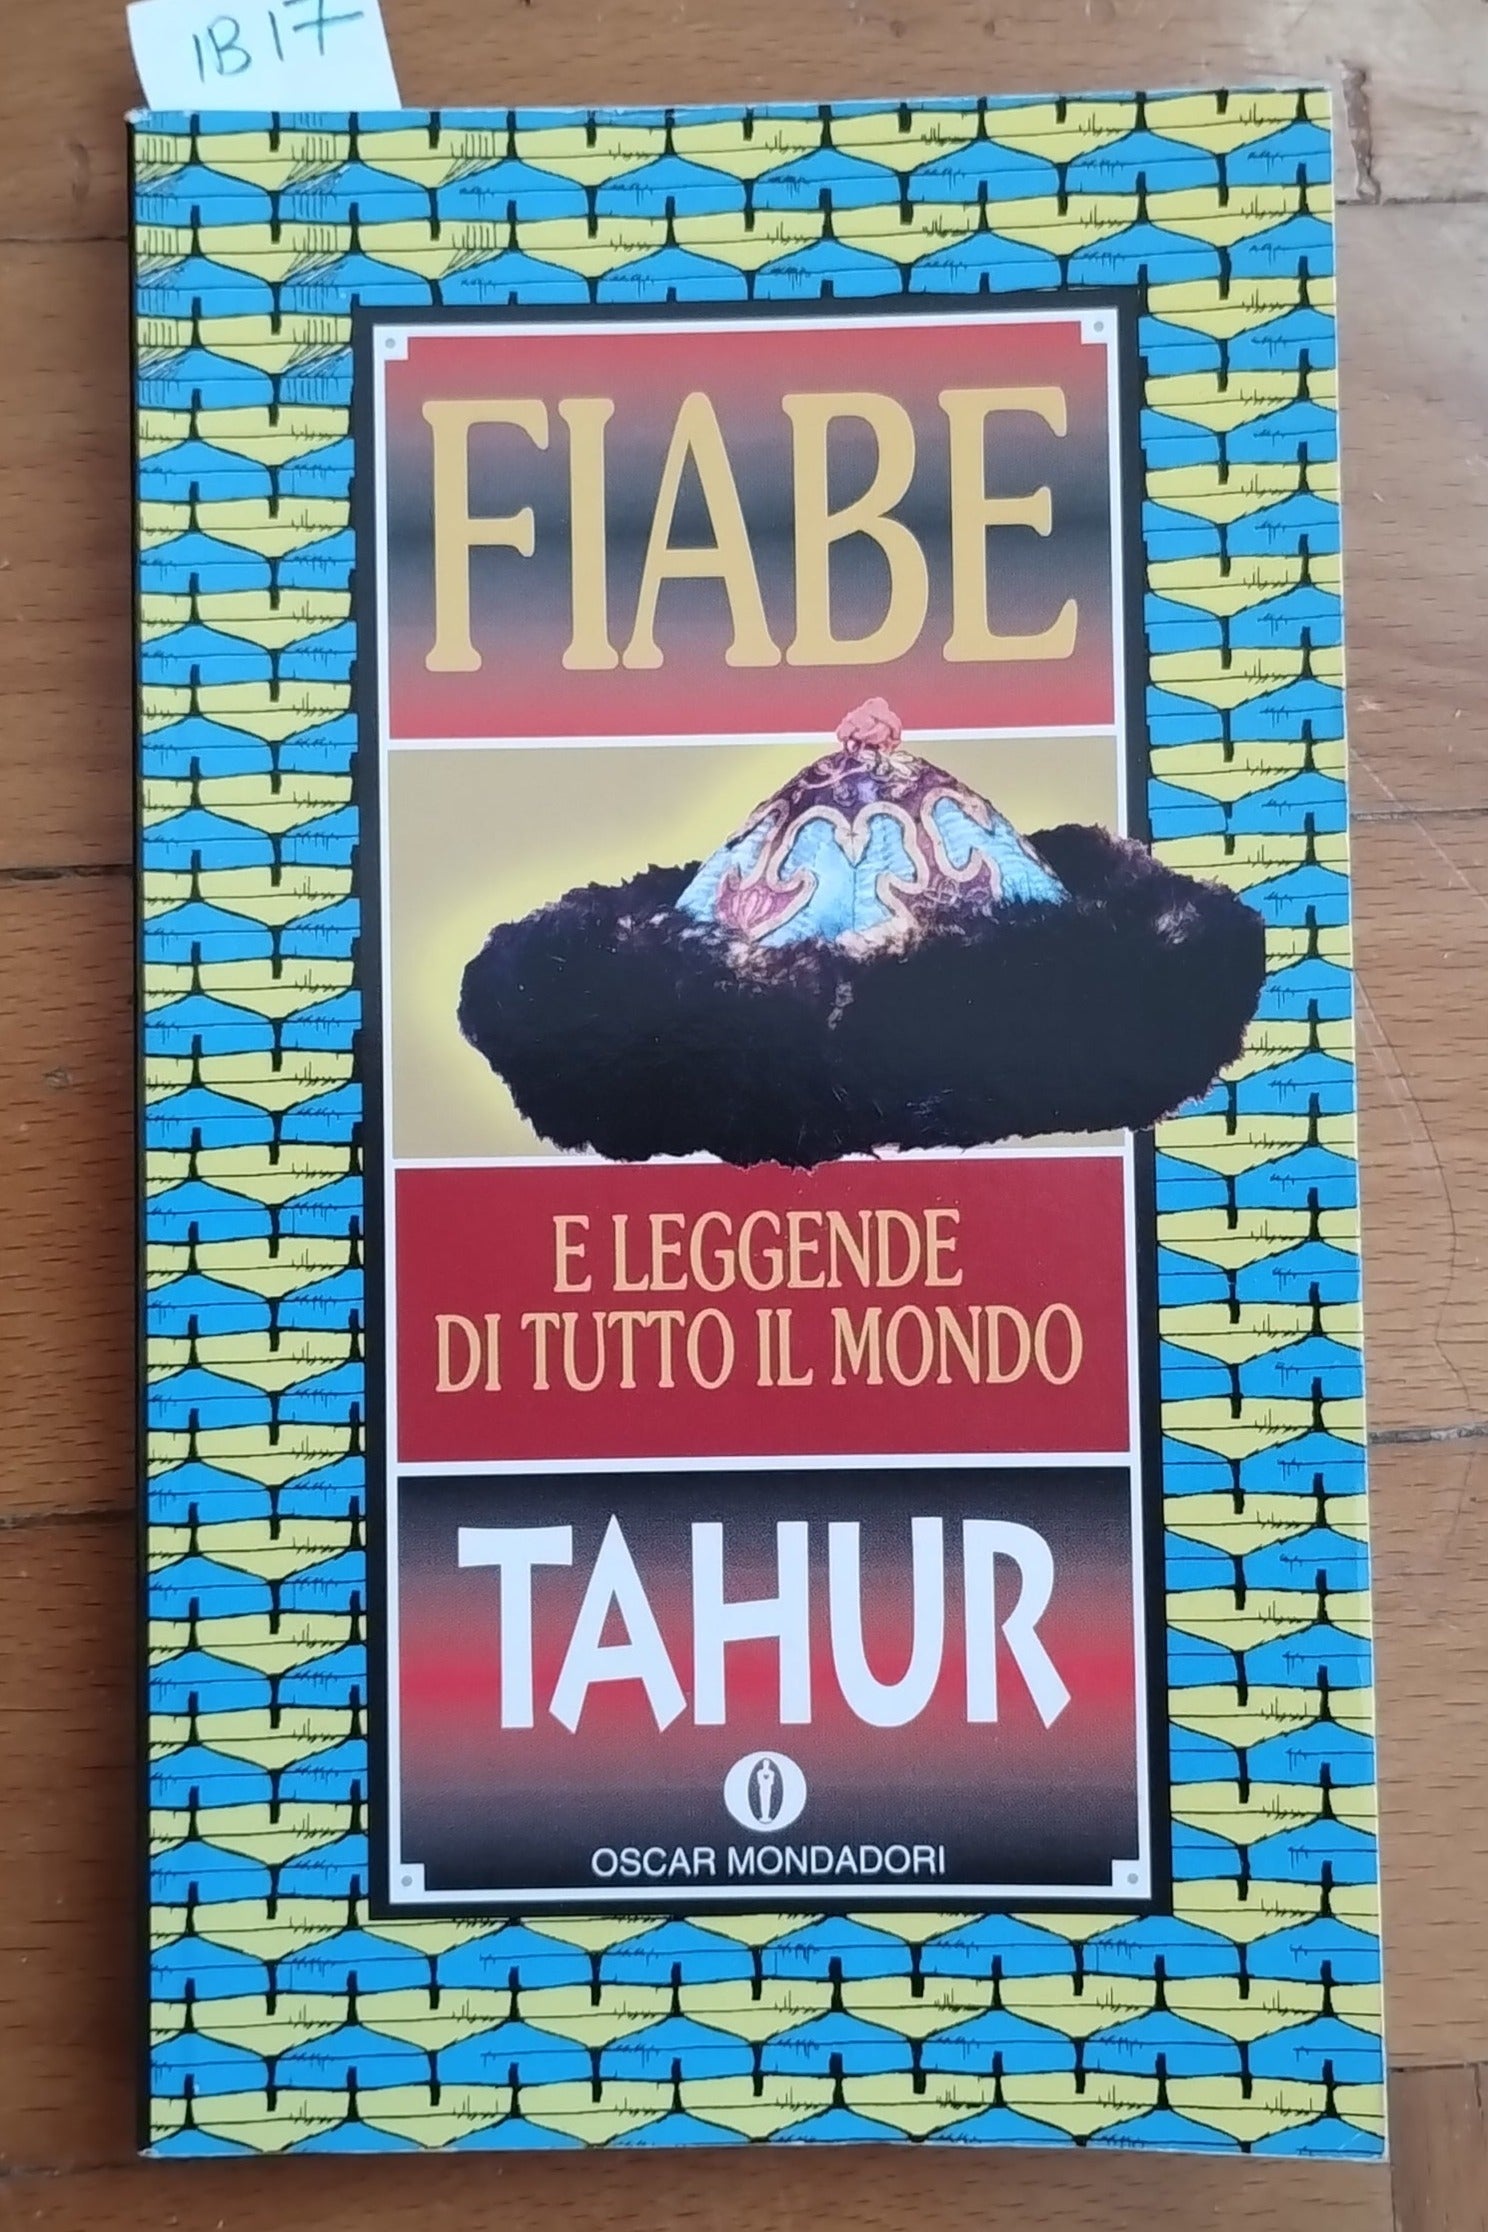 1B17
FIABE
E LEGGENDE
DI TUTTO IL MONDO
TAHUR
OSCAR MONDADORI